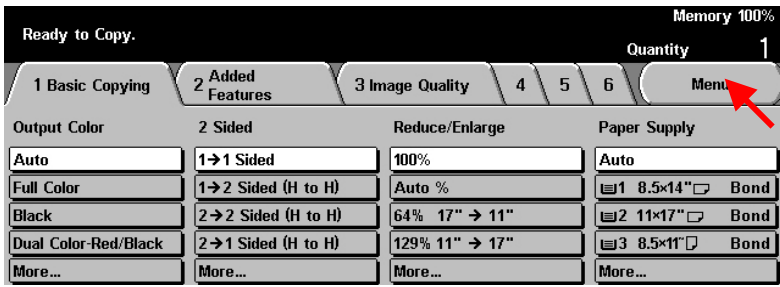 Memory 100%
Ready to Copy.
Quantity 1
1 Basic Copying
2 Added Features
3 Image Quality
4
5
6
Menu
Output Color
Auto
Full Color
Black
Dual Color-Red/Black
More...
2 Sided
1→1 Sided
1→2 Sided (H to H)
2→2 Sided (H to H)
2→1 Sided (H to H)
More...
Reduce/Enlarge
100%
Auto %
64% 17" → 11"
129% 11" → 17"
More...
Paper Supply
Auto
1 8.5×14" Bond
2 11×17" Bond
3 8.5×11" Bond
More...